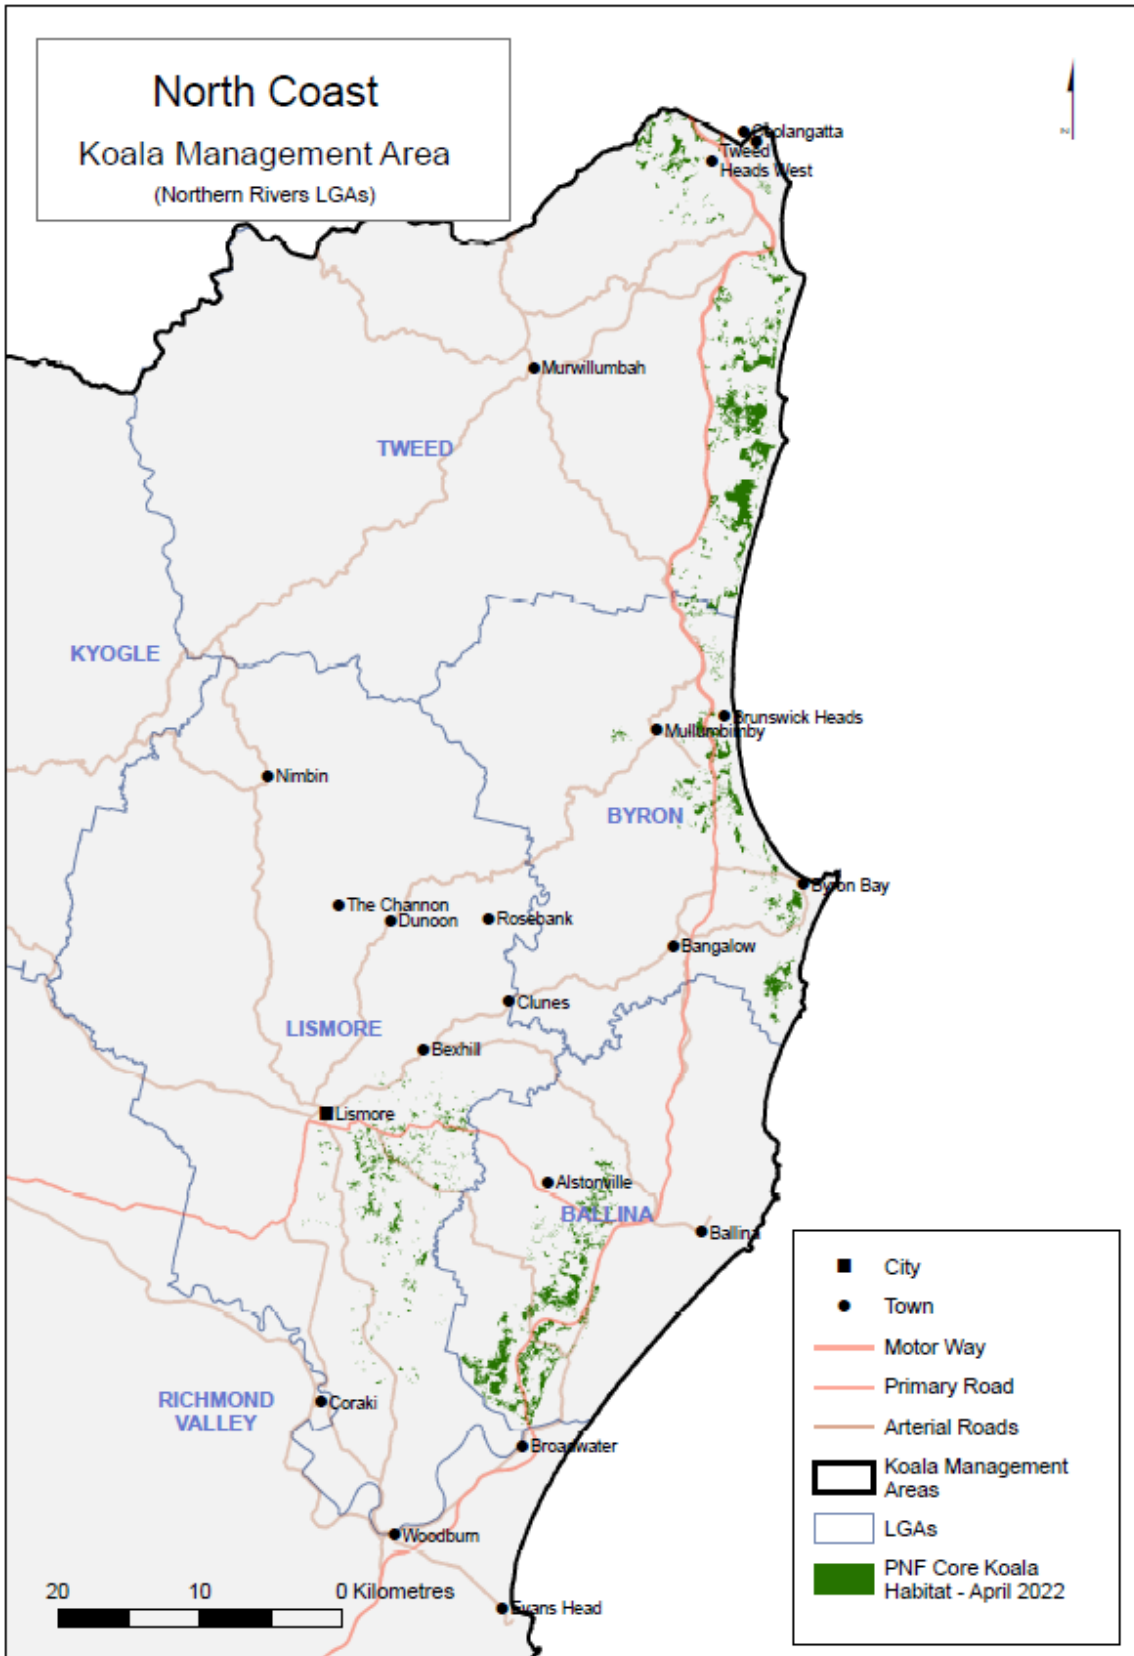 North Coast
Koala Management Area
(Northern Rivers LGAs)
N
Coolangatta
Tweed
Heads West
Murwillumbah
TWEED
KYOGLE
Brunswick Heads
Mullumbimby
Nimbin
BYRON
Byron Bay
The Channon
Dunoon
Rosebank
Bangalow
Clunes
LISMORE
Bexhill
Lismore
Alstonville
BALLINA
Ballina
RICHMOND
VALLEY
Coraki
Broadwater
Woodburn
Evans Head
20 10 0 Kilometres
City
Town
Motor Way
Primary Road
Arterial Roads
Koala Management
Areas
LGAs
PNF Core Koala
Habitat - April 2022